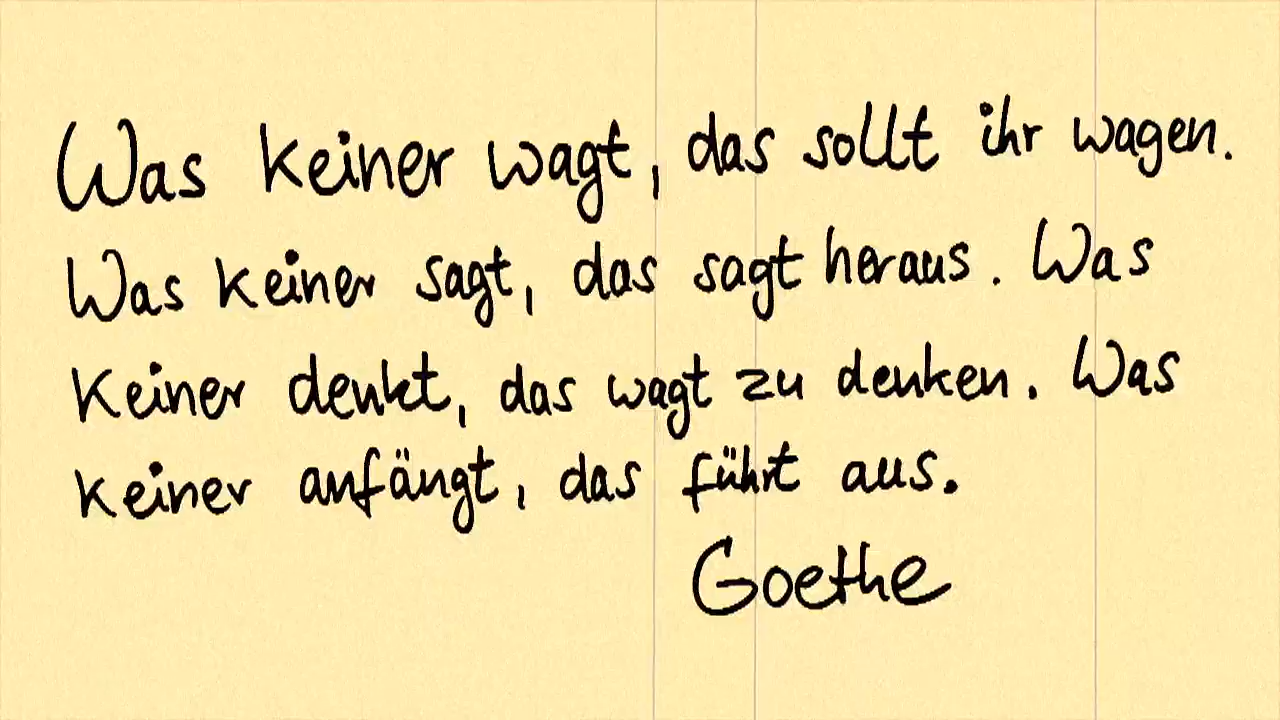 Was keiner wagt, das sollt ihr wagen.
Was keiner sagt, das sagt heraus. Was
keiner denkt, das wagt zu denken. Was
keiner anfängt, das führt aus.
Goethe